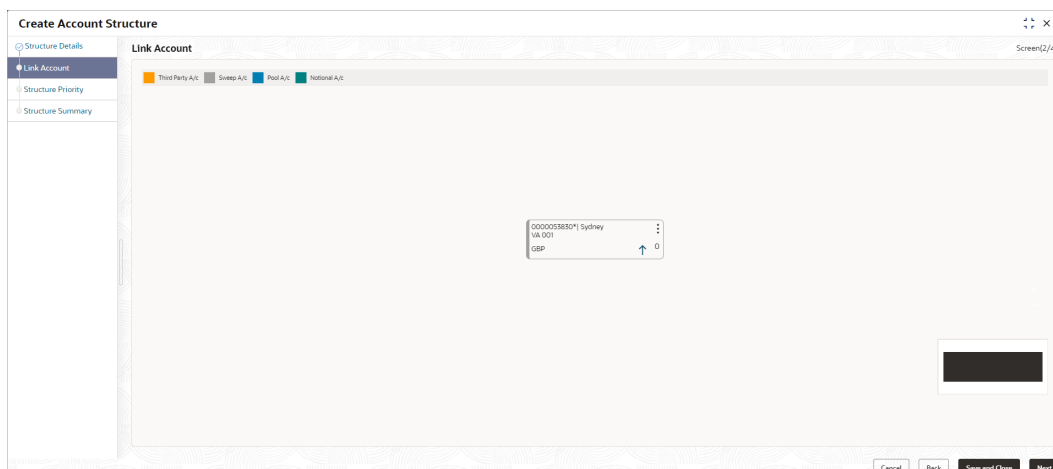 Create Account Structure
Structure Details
Link Account
Structure Priority
Structure Summary
Link Account
Screen(2/4
Third Party A/c Sweep A/c Pool A/c Notional A/c
0000053830*| Sydney
VA 001
GBP 0
Cancel Back Save and Close Next